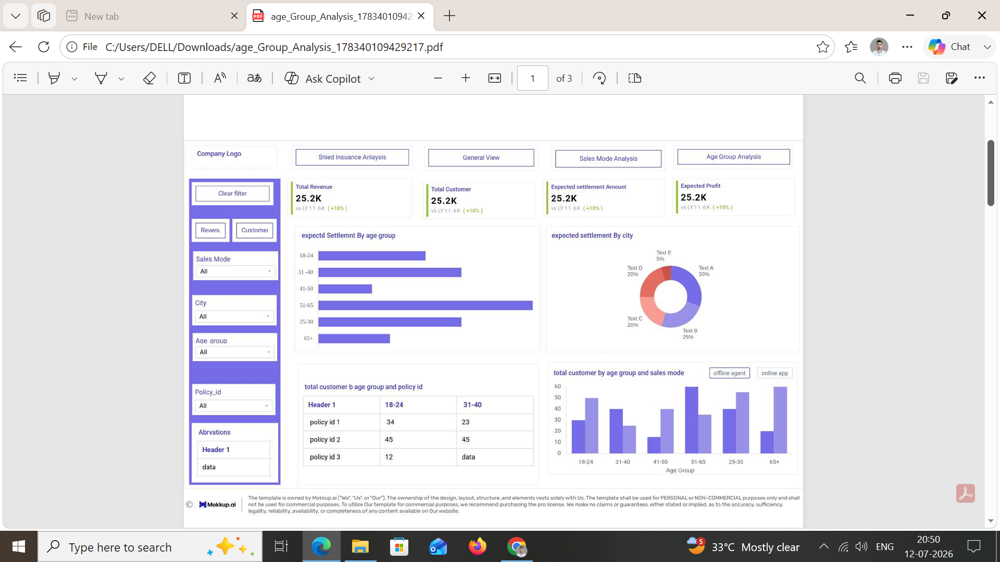 New tab
age_Group_Analysis_1783401094292
File C:/Users/DELL/Downloads/age_Group_Analysis_178340109429217.pdf
Chat
Ask Copilot
1 of 3
Company Logo
Shied Insuance Anlaysis
General View
Sales Mode Analysis
Age Group Analysis
Clear filter
Revenu
Customer
Sales Mode
All
City
All
Age_group
All
Policy_id
All
Abrvations
Header 1
data
Total Revenue
25.2K
vs LY 11.6K (+10%)
Total Customer
25.2K
vs LY 11.6K (+10%)
Expected settlement Amount
25.2K
vs LY 11.6K (+10%)
Expected Profit
25.2K
vs LY 11.6K (+10%)
expectd Settlemnt By age group
18-24
31 -40
41-50
51-65
25-30
65+
expected settlement By city
Text E
5%
Text A
30%
Text D
20%
Text C
20%
Text B
25%
total customer b age group and policy id
Header 1 18-24 31-40
policy id 1 34 23
policy id 2 45 45
policy id 3 12 data
total customer by age group and sales mode
offline agent
online app
60
50
40
30
20
10
0
18-24 31-40 41-50 51-65 25-30 65+
Age Group
© Mokkup.ai
The template is owned by Mokkup.ai ("We", "Us", or "Our"). The ownership of the design, layout, structure, and elements vests solely with Us. The template shall be used for PERSONAL or NON-COMMERCIAL purposes only and shall
not be used for commercial purposes. To utilize Our template for commercial purposes, we recommend purchasing the pro license. We make no claims or guarantees, either stated or implied, as to the accuracy, sufficiency,
legality, reliability, availability, or completeness of any content available on Our website.
Type here to search
5
33°C Mostly clear
ENG
20:50
12-07-2026